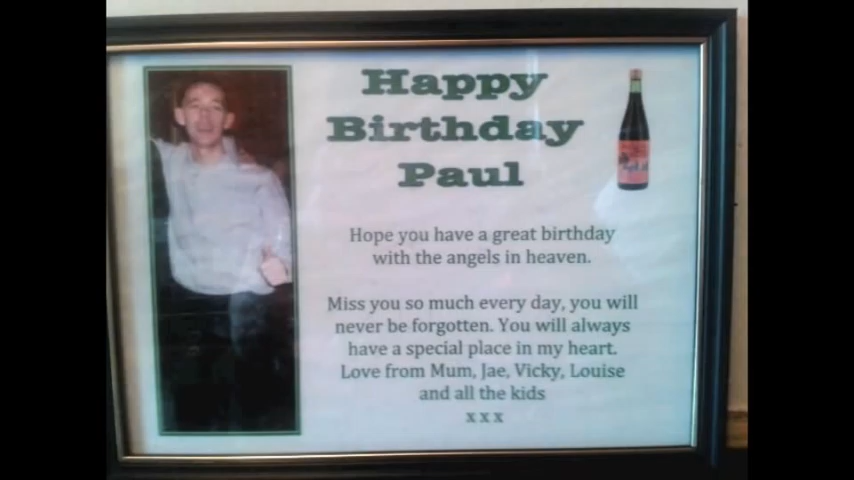 Happy
Birthday
Paul
Hope you have a great birthday
with the angels in heaven.
Miss you so much every day, you will
never be forgotten. You will always
have a special place in my heart.
Love from Mum, Jae, Vicky, Louise
and all the kids
xxx